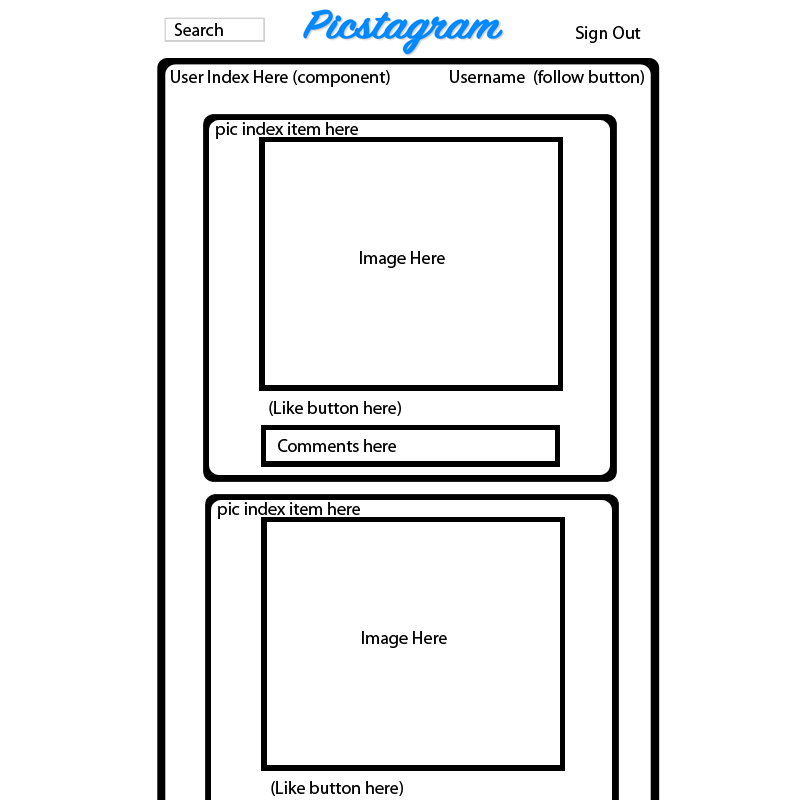 Search
Picstagram
Sign Out
User Index Here (component)
Username (follow button)
pic index item here
Image Here
(Like button here)
Comments here
pic index item here
Image Here
(Like button here)